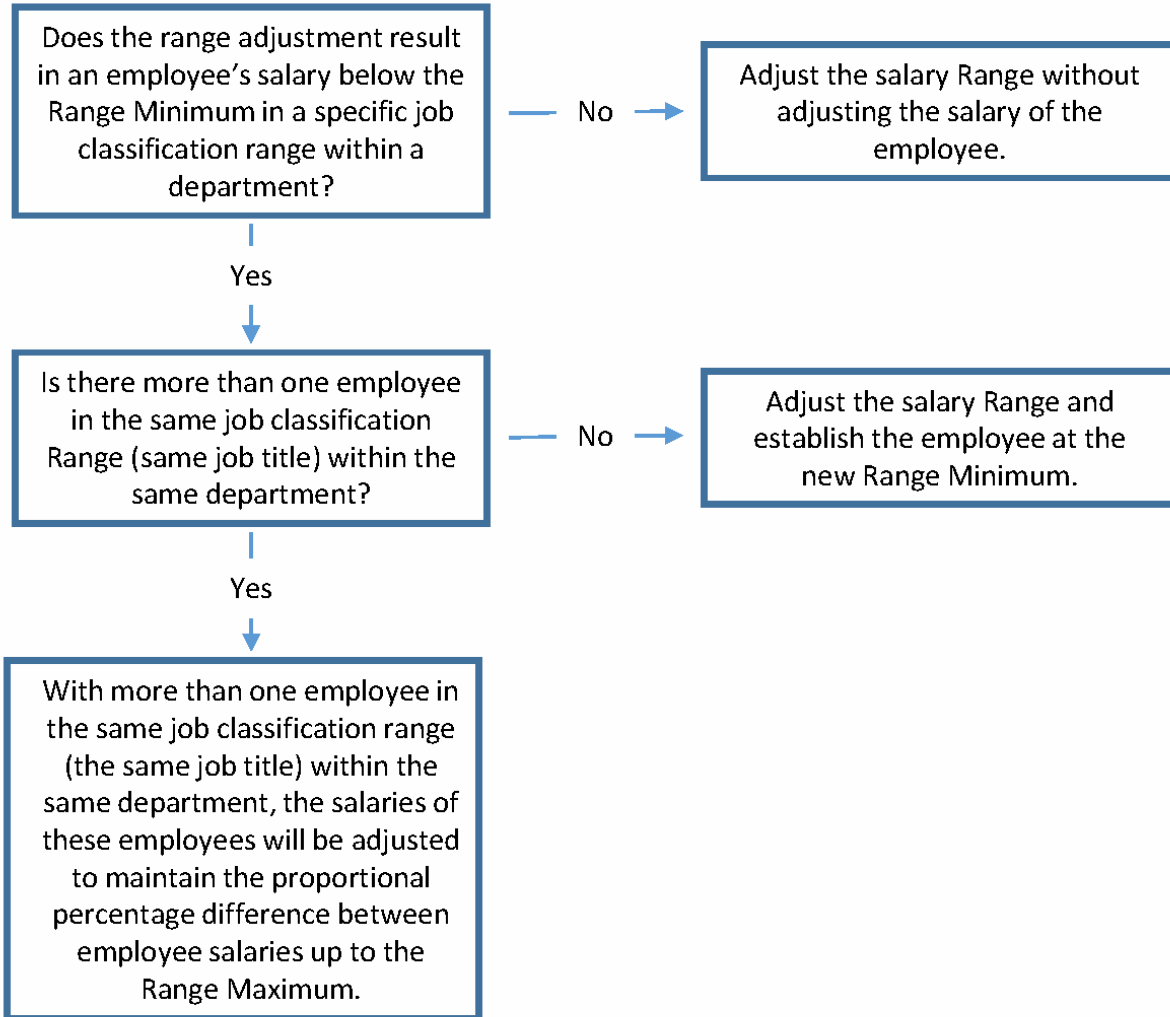 Does the range adjustment result
in an employee’s salary below the
Range Minimum in a specific job
classification range within a
department?
No
Adjust the salary Range without
adjusting the salary of the
employee.
Yes
Is there more than one employee
in the same job classification
Range (same job title) within the
same department?
No
Adjust the salary Range and
establish the employee at the
new Range Minimum.
Yes
With more than one employee in
the same job classification range
(the same job title) within the
same department, the salaries of
these employees will be adjusted
to maintain the proportional
percentage difference between
employee salaries up to the
Range Maximum.